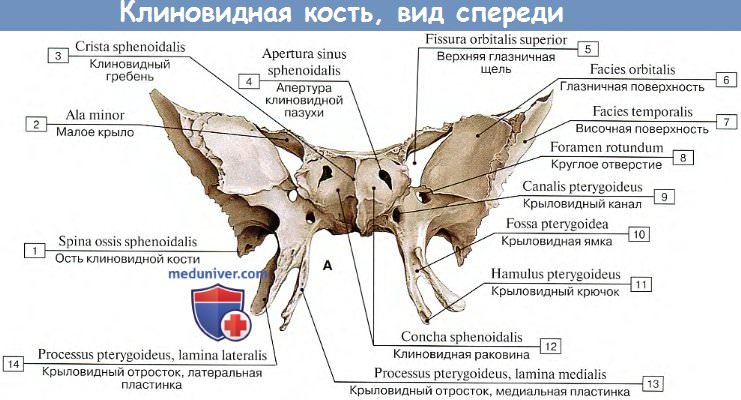 Клиновидная кость, вид спереди
3
Crista sphenoidalis
Клиновидный
гребень
4
Apertura sinus
sphenoidalis
Апертура
клиновидной
пазухи
Fissura orbitalis superior
Верхняя глазничная
щель
5
Facies orbitalis
Глазничная поверхность
6
2
Ala minor
Малое крыло
Facies temporalis
Височная поверхность
7
Foramen rotundum
Круглое отверстие
8
Canalis pterygoideus
Крыловидный канал
9
1
Spina ossis sphenoidalis
Ость клиновидной кости
Fossa pterygoidea
Крыловидная ямка
10
meduniver.com
А
Hamulus pterygoideus
Крыловидный крючок
11
Concha sphenoidalis
Клиновидная раковина
12
14
Processus pterygoideus, lamina lateralis
Крыловидный отросток, латеральная
пластинка
Processus pterygoideus, lamina medialis
Крыловидный отросток, медиальная пластинка
13